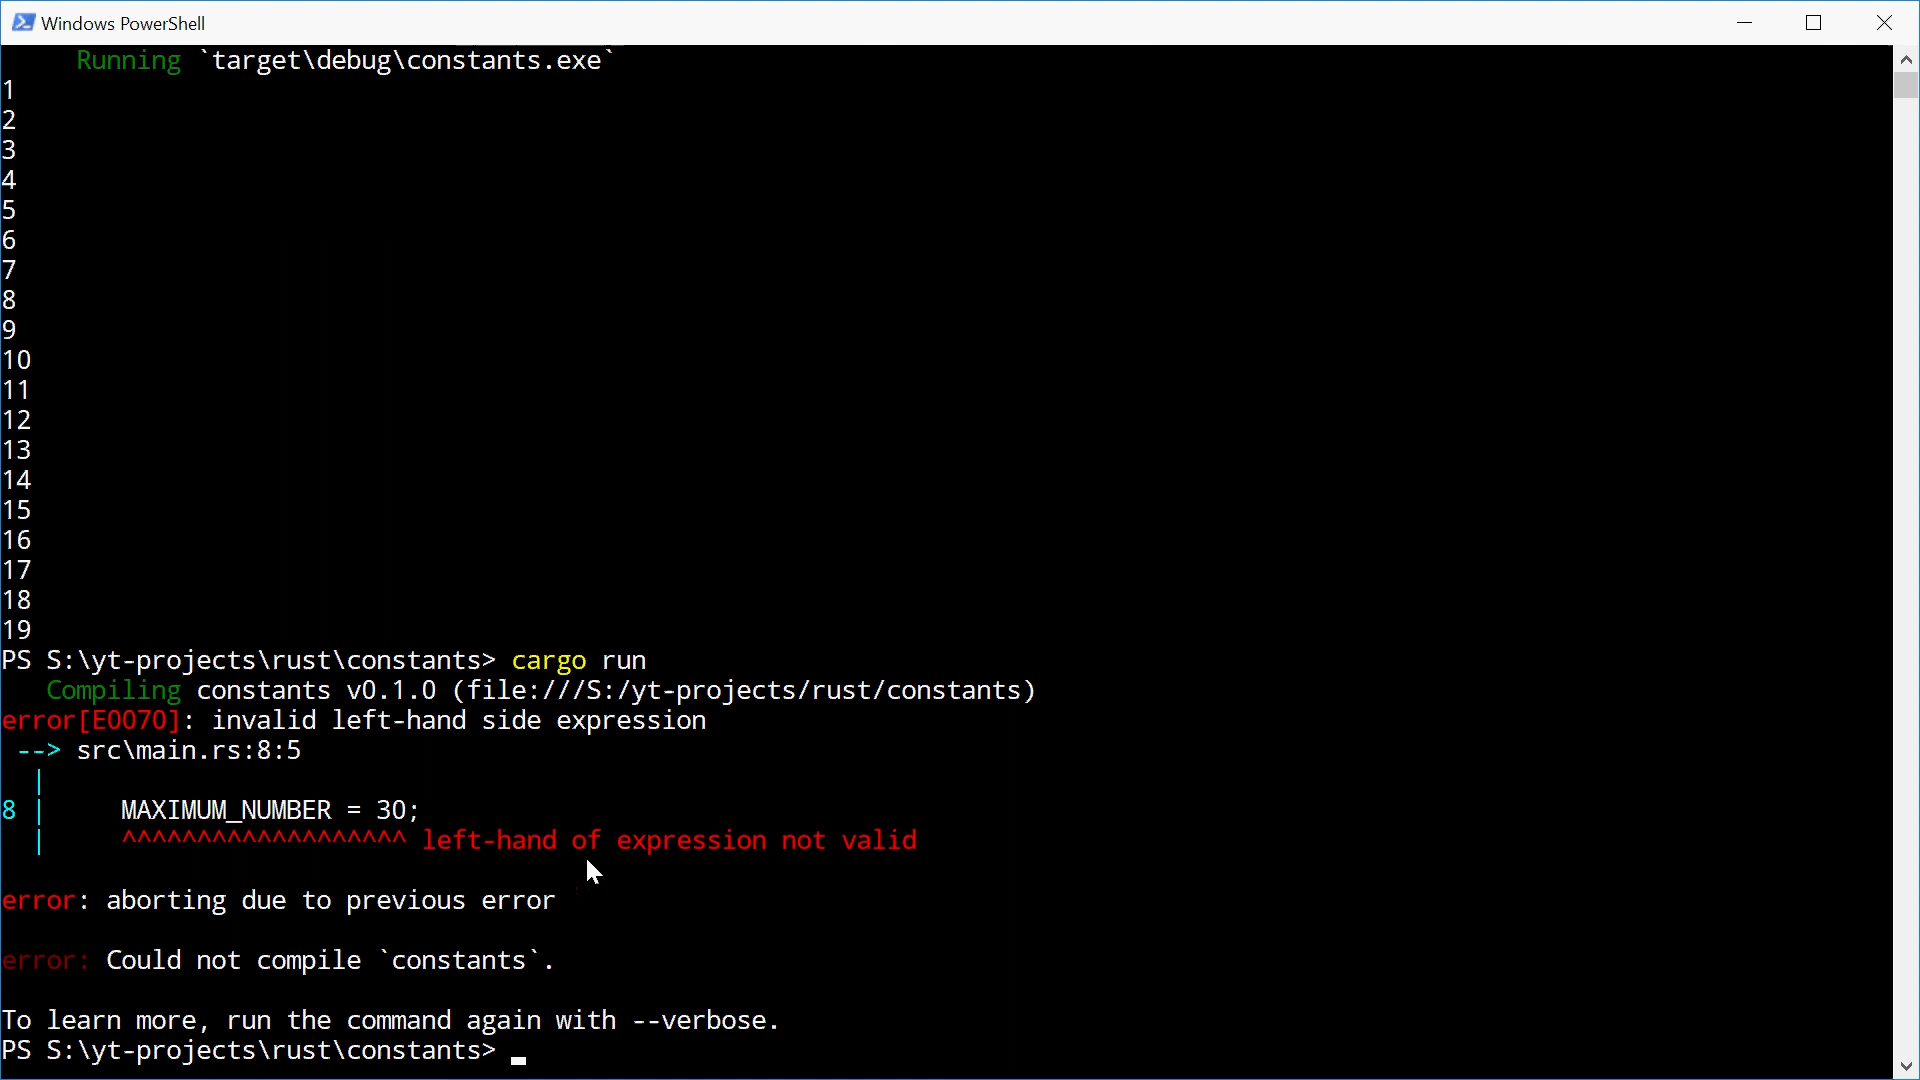 Windows PowerShell
Running `target\debug\constants.exe`
1
2
3
4
5
6
7
8
9
10
11
12
13
14
15
16
17
18
19
PS S:\yt-projects\rust\constants> cargo run
Compiling constants v0.1.0 (file:///S:/yt-projects/rust/constants)
error[E0070]: invalid left-hand side expression
--> src\main.rs:8:5
|
8 | MAXIMUM_NUMBER = 30;
| ^^^^^^^^^^^^^^^^^^^ left-hand of expression not valid
error: aborting due to previous error
error: Could not compile `constants`.
To learn more, run the command again with --verbose.
PS S:\yt-projects\rust\constants>